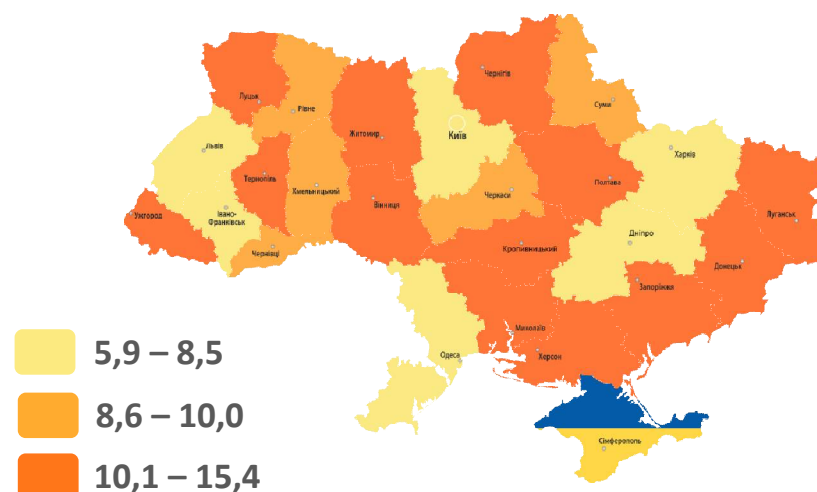 Чернігів
Луцьк
Рівне
Суми
Житомир
Київ
Львів
Харків
Тернопіль
Хмельницький
Черкаси
Полтава
Вінниця
Ужгород
Івано-
Франківськ
Луганськ
Дніпро
Чернівці
Кропивницький
Донецьк
Запоріжжя
Миколаїв
Одеса
Херсон
Сімферополь
5,9 – 8,5
8,6 – 10,0
10,1 – 15,4